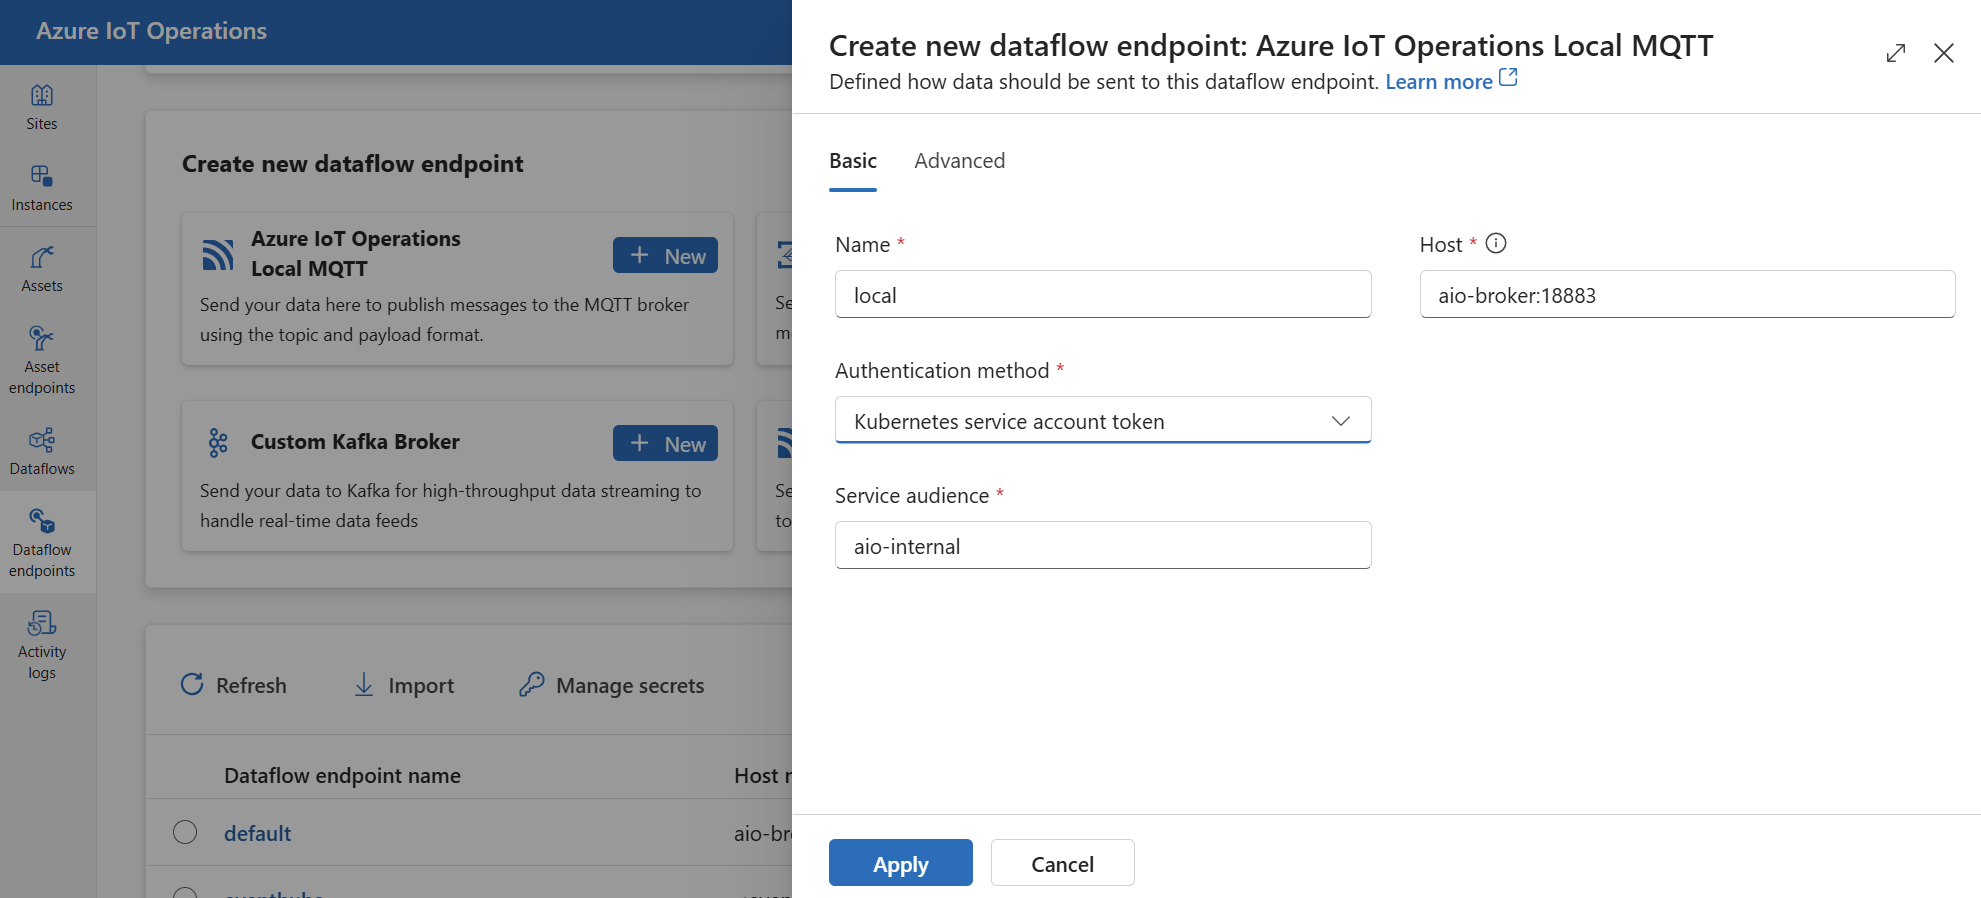 Azure IoT Operations
Sites
Instances
Assets
Asset
endpoints
Dataflows
Dataflow
endpoints
Activity
logs
Create new dataflow endpoint
Azure IoT Operations
Local MQTT
New
Send your data here to publish messages to the MQTT broker
using the topic and payload format.
Custom Kafka Broker
New
Send your data to Kafka for high-throughput data streaming to
handle real-time data feeds
Se
Se
to
Refresh
Import
Manage secrets
Dataflow endpoint name
Host
default
Create new dataflow endpoint: Azure IoT Operations Local MQTT
Defined how data should be sent to this dataflow endpoint. Learn more
Basic
Advanced
Name *
local
Host *
aio-broker:18883
Authentication method *
Kubernetes service account token
Service audience *
aio-internal
Apply
Cancel